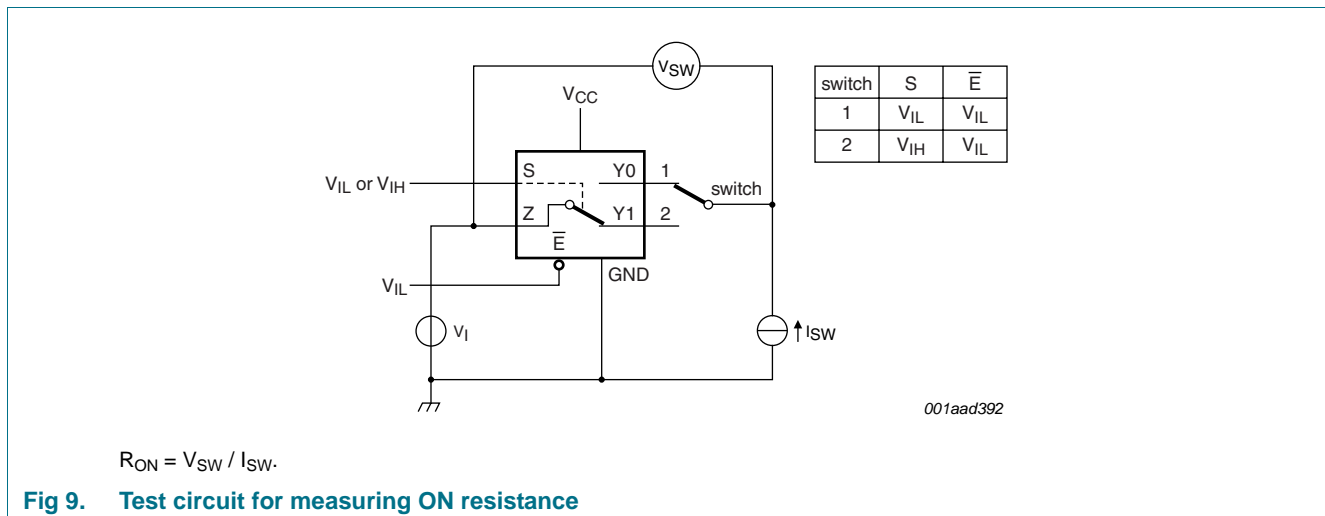 VSW
switch S E̅
1 VIL VIL
2 VIH VIL
VCC
S Y0 1
VIL or VIH
switch
Z Y1 2
E̅
GND
VIL
VI
ISW
001aad392
RON = VSW / ISW.
Fig 9. Test circuit for measuring ON resistance